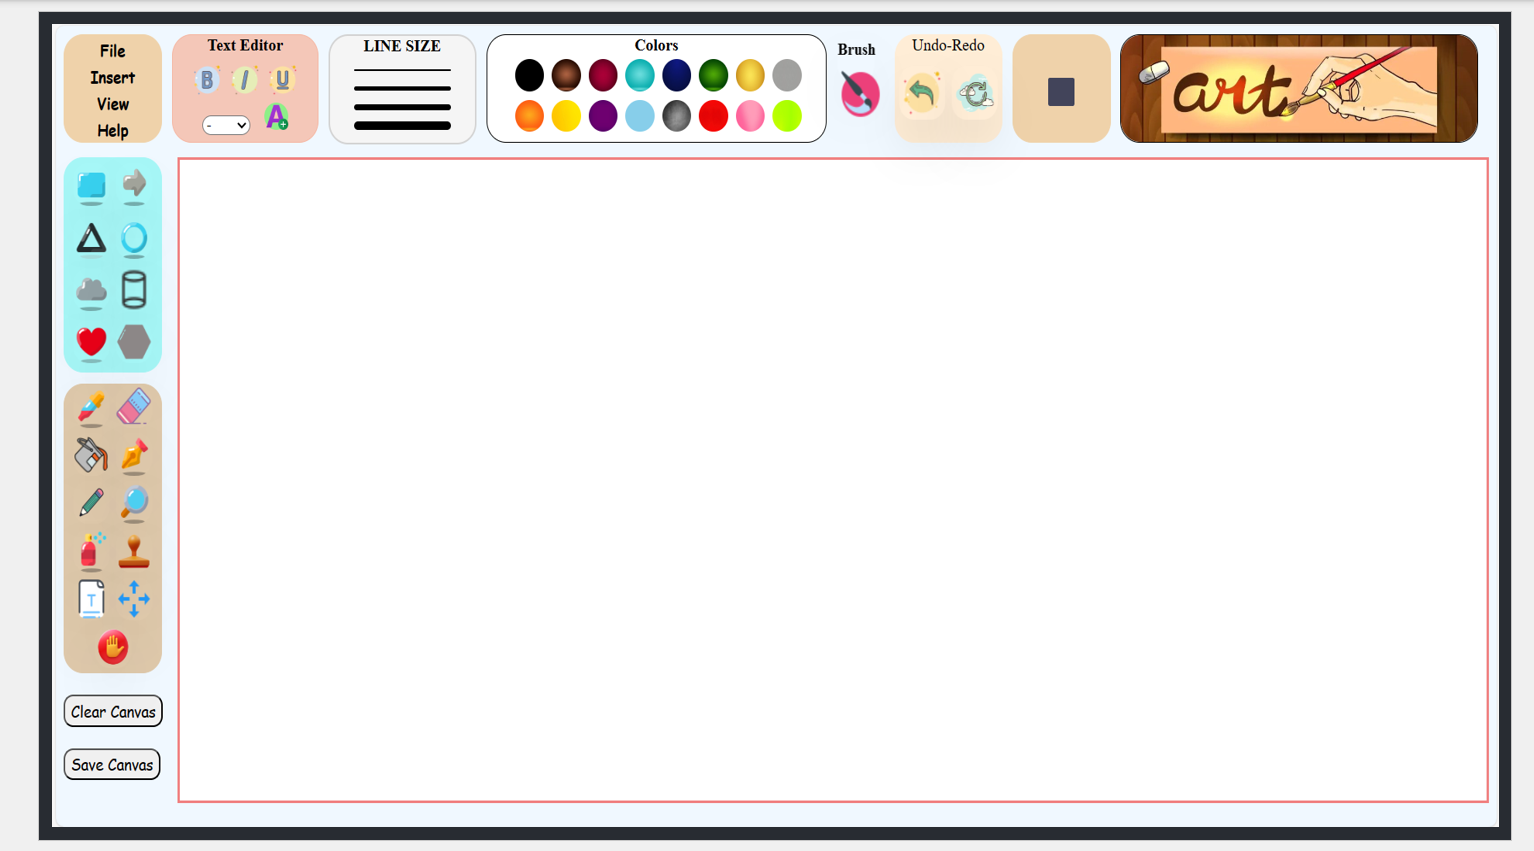 File
Insert
View
Help
Text Editor
B I U
-
A
LINE SIZE
Colors
Brush
Undo-Redo
art
T
Clear Canvas
Save Canvas